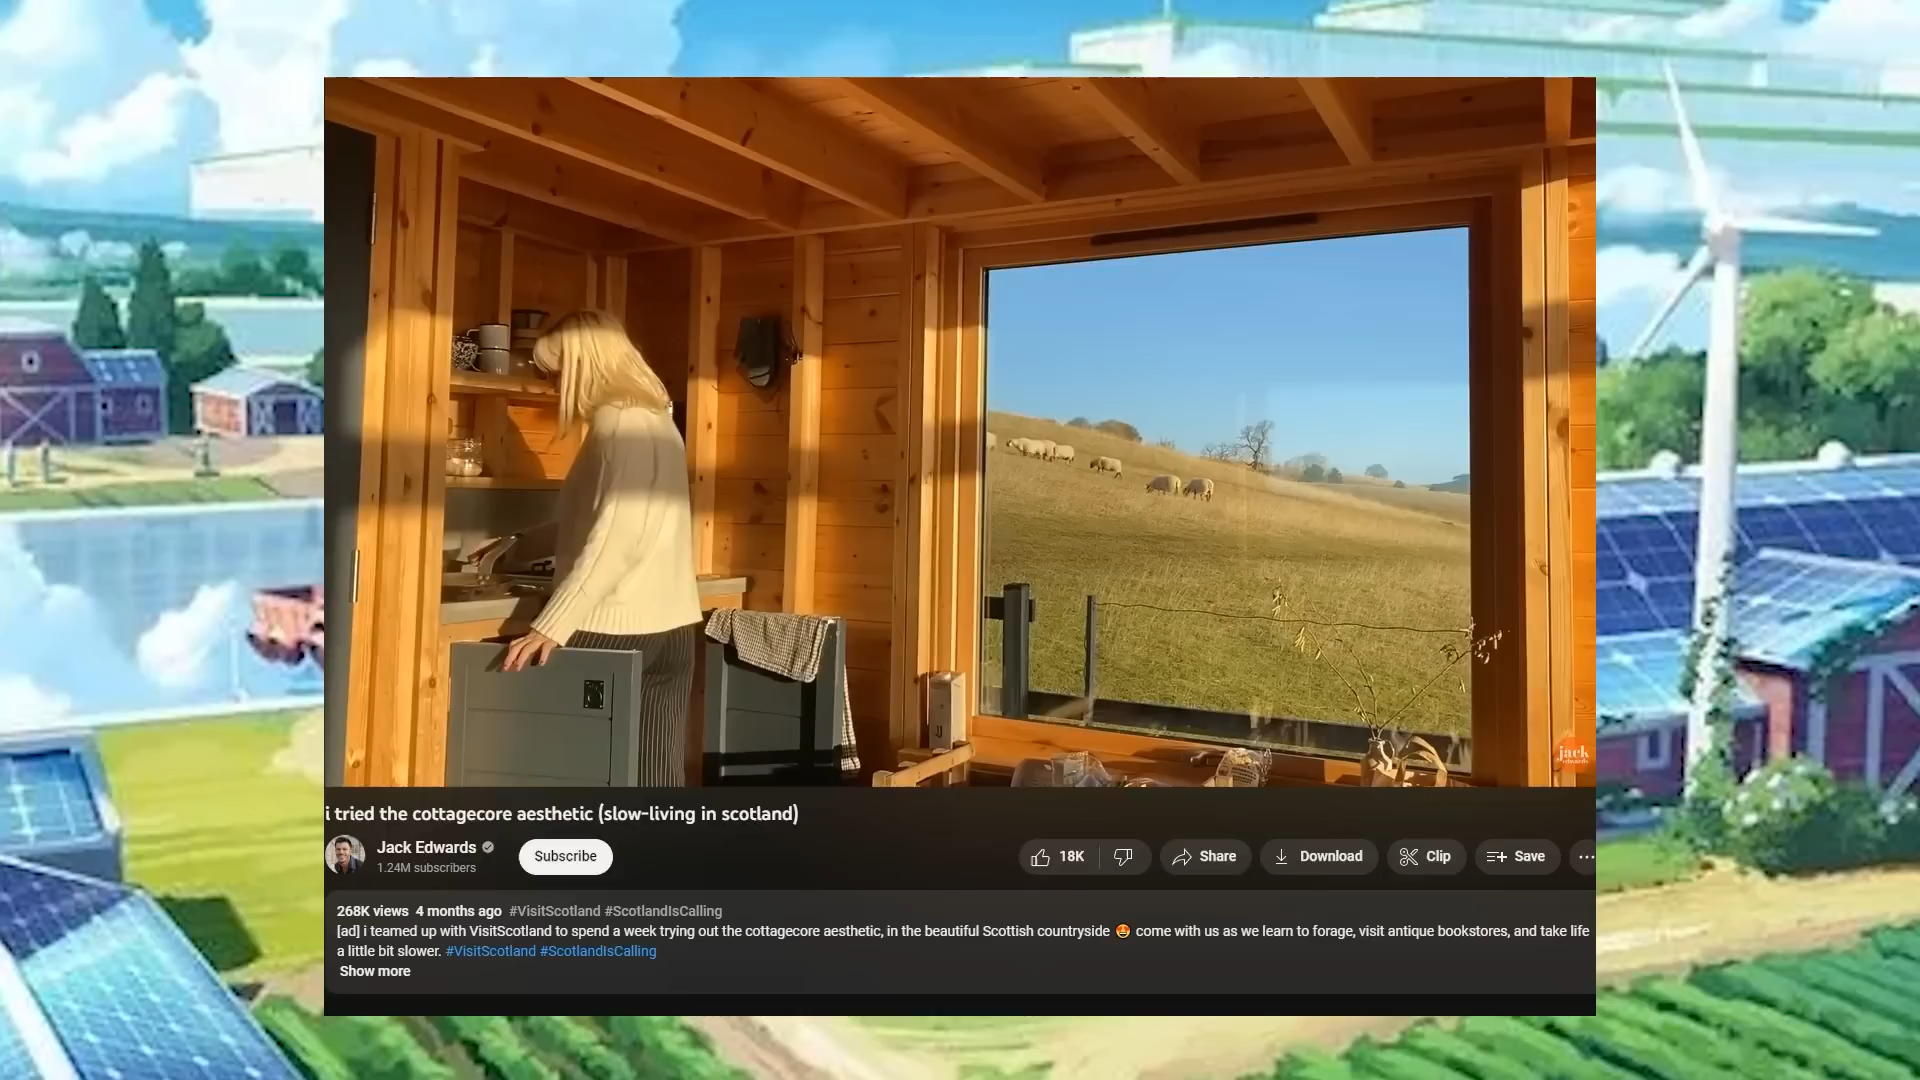 jack
edwards
i tried the cottagecore aesthetic (slow-living in scotland)
Jack Edwards
1.24M subscribers
Subscribe
18K
Share
Download
Clip
Save
268K views 4 months ago #VisitScotland #ScotlandIsCalling
[ad] i teamed up with VisitScotland to spend a week trying out the cottagecore aesthetic, in the beautiful Scottish countryside 🤩 come with us as we learn to forage, visit antique bookstores, and take life
a little bit slower. #VisitScotland #ScotlandIsCalling
Show more